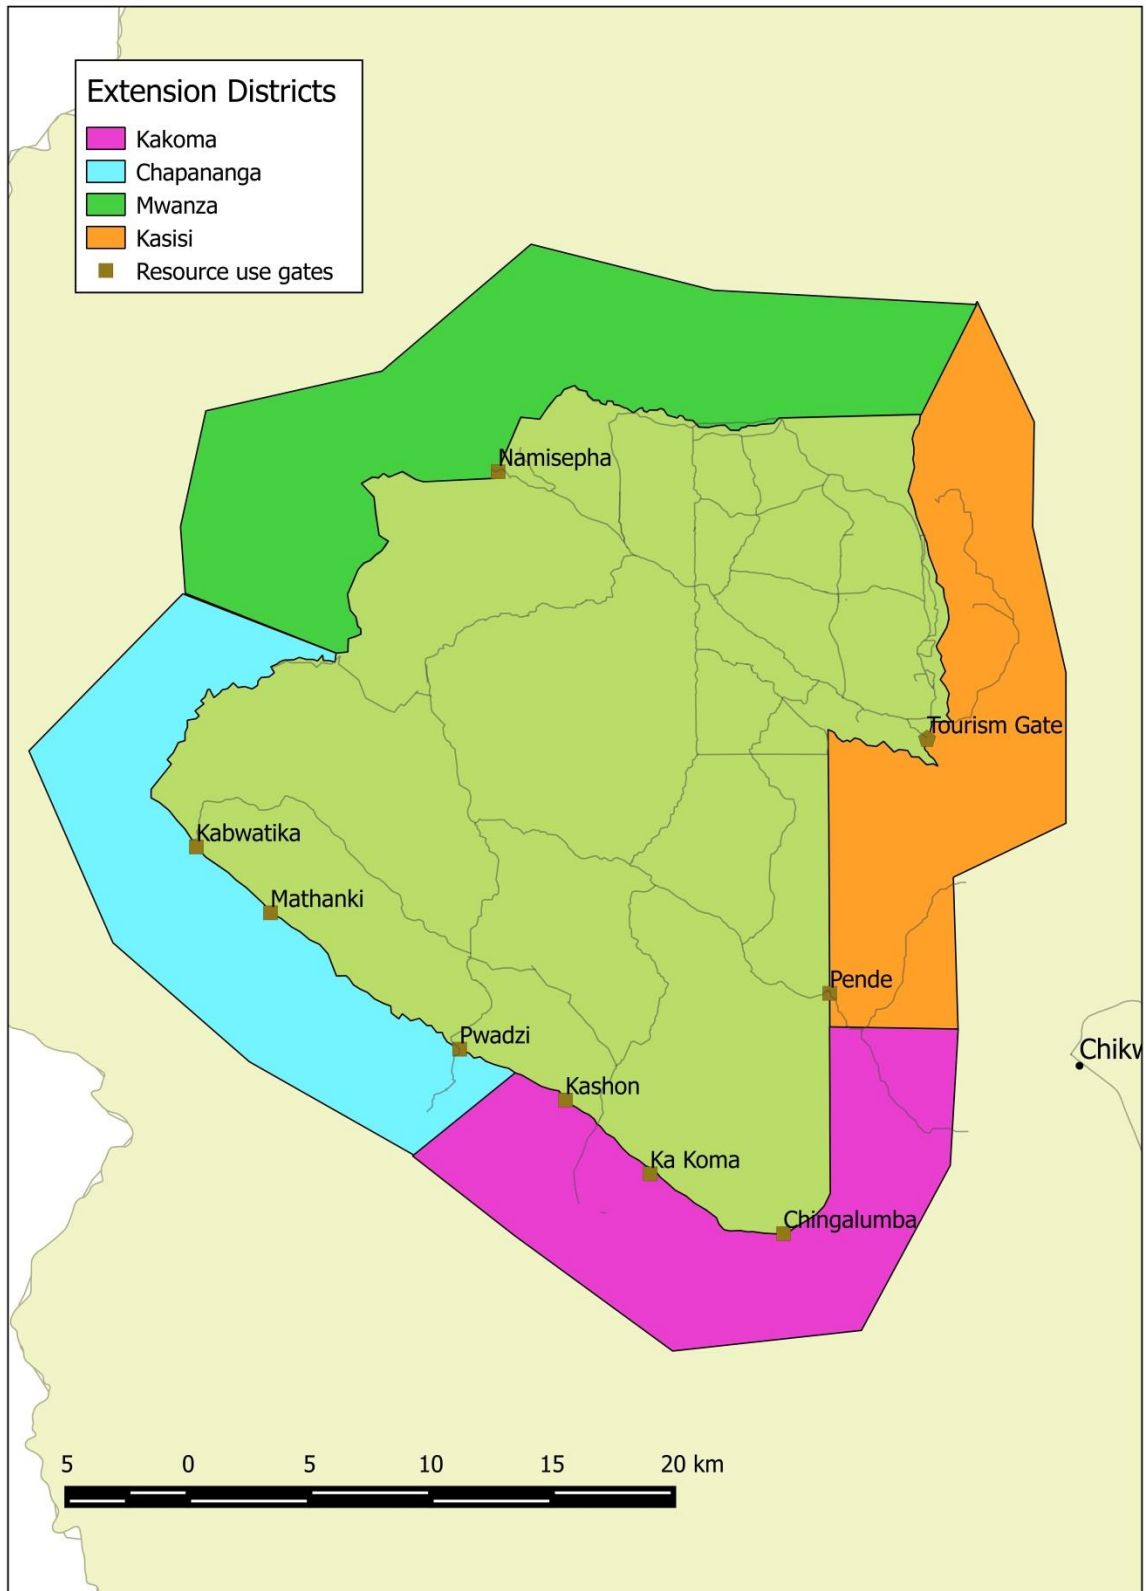 Extension Districts
Kakoma
Chapananga
Mwanza
Kasisi
Resource use gates
Namisepha
Tourism Gate
Kabwatika
Mathanki
Pende
Pwadzi
Chikw
Kashon
Ka Koma
Chingalumba
5 0 5 10 15 20 km